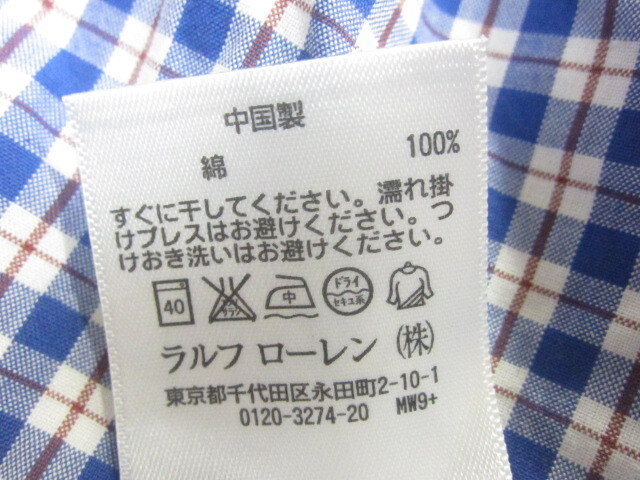 中国製
綿 100%
すぐに干してください。濡れ掛
けプレスはお避けください。つ
けおき洗いはお避けください。
40 中 ドライ セキユ系
ラルフ ローレン (株)
東京都千代田区永田町2-10-1
0120-3274-20 MW9+